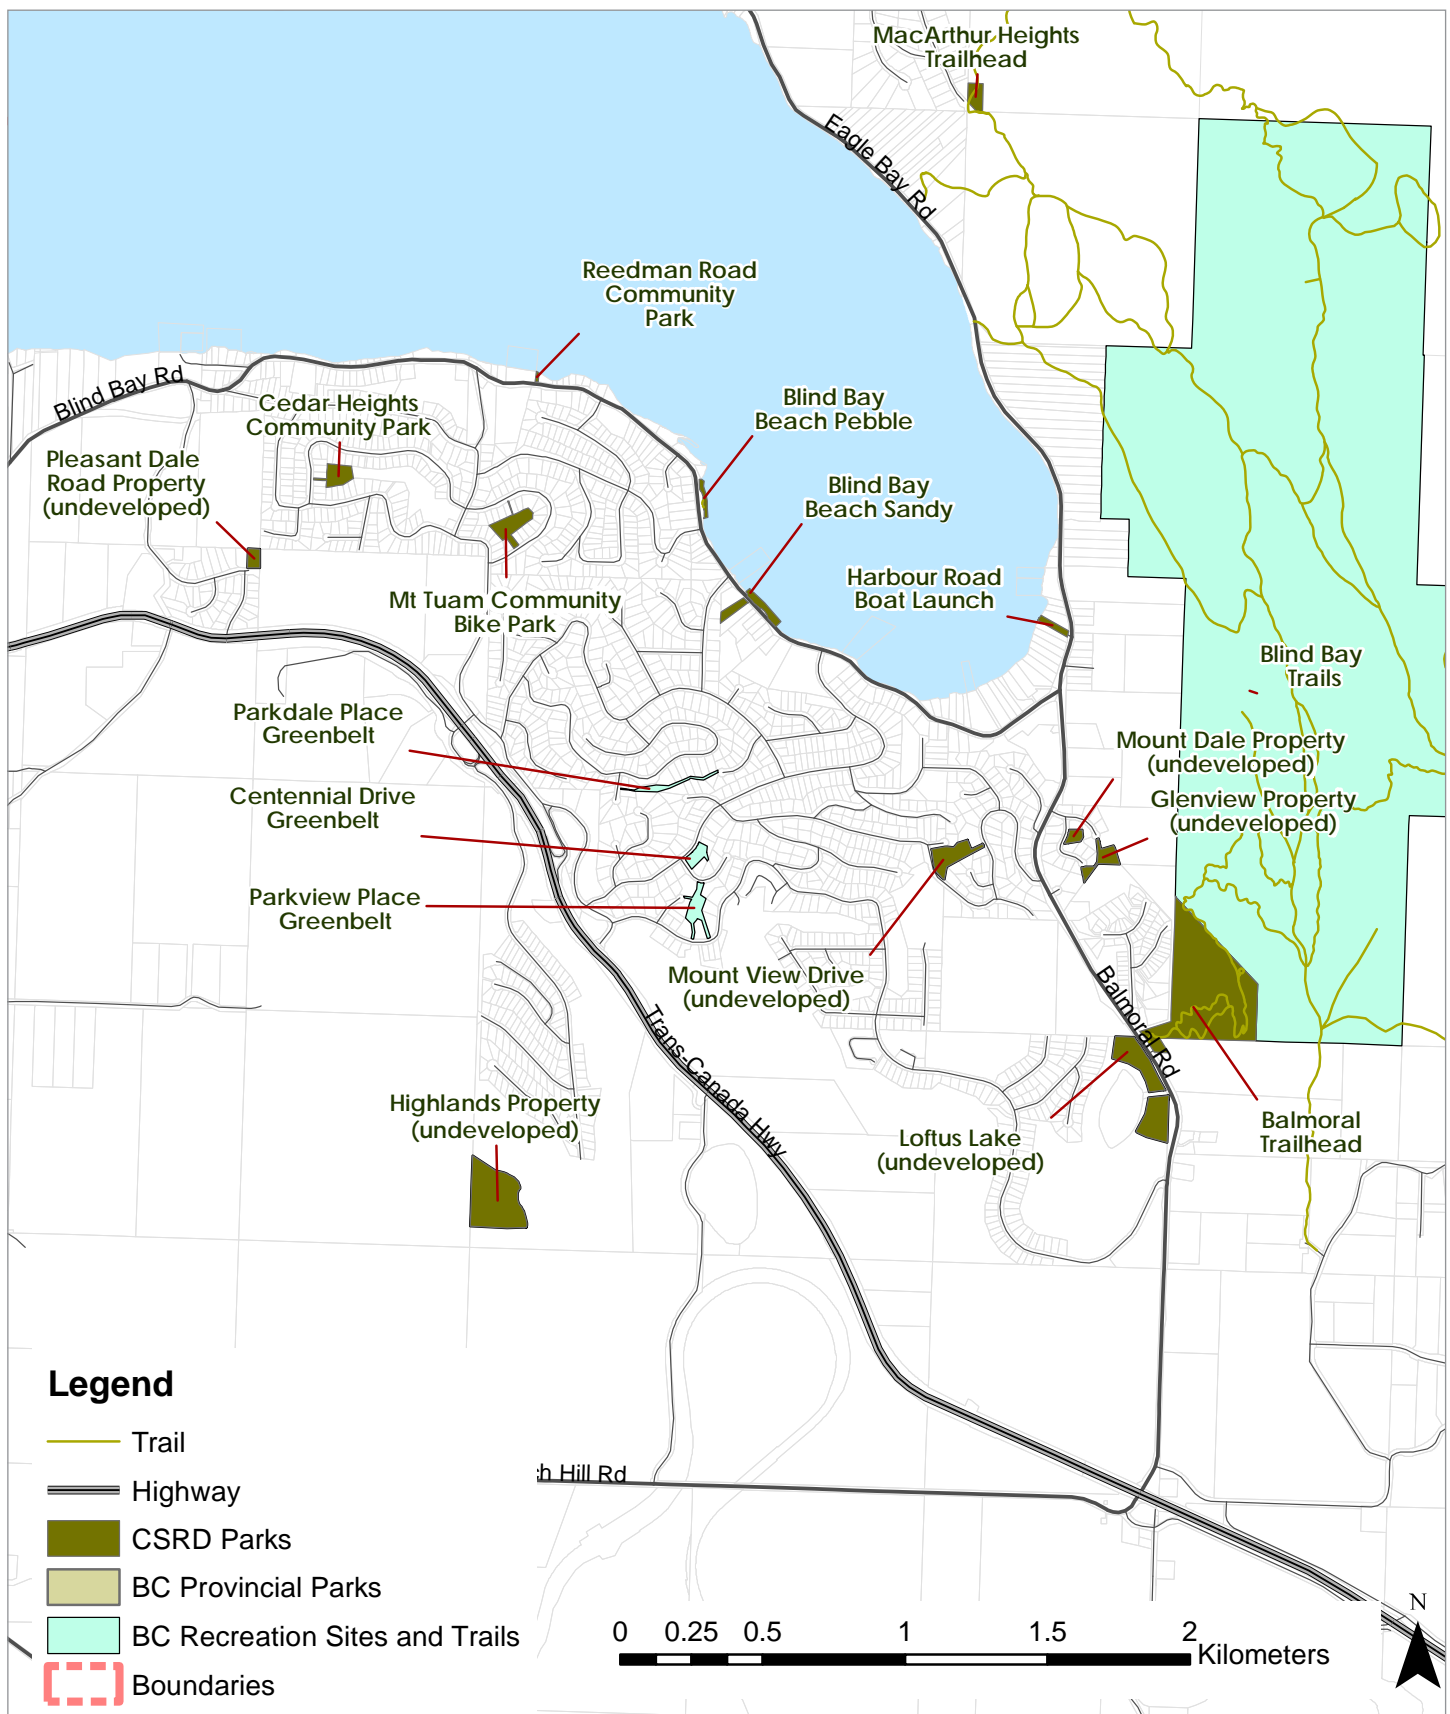 MacArthur Heights
Trailhead
Eagle Bay Rd
Reedman Road
Community
Park
Blind Bay Rd
Cedar Heights
Community Park
Blind Bay
Beach Pebble
Pleasant Dale
Road Property
(undeveloped)
Blind Bay
Beach Sandy
Harbour Road
Boat Launch
Mt Tuam Community
Bike Park
Blind Bay
Trails
Parkdale Place
Greenbelt
Mount Dale Property
(undeveloped)
Centennial Drive
Greenbelt
Glenview Property
(undeveloped)
Parkview Place
Greenbelt
Mount View Drive
(undeveloped)
Balmoral Rd
Trans-Canada Hwy
Highlands Property
(undeveloped)
Loftus Lake
(undeveloped)
Balmoral
Trailhead
h Hill Rd
Legend
Trail
Highway
CSRD Parks
BC Provincial Parks
BC Recreation Sites and Trails
Boundaries
0 0.25 0.5 1 1.5 2
Kilometers
N